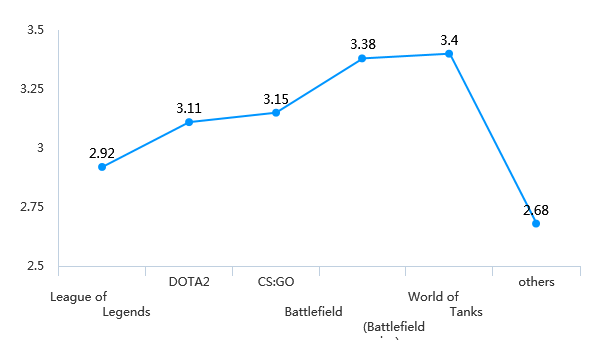 3.5
3.25
3
2.75
2.5
2.92
3.11
3.15
3.38
3.4
2.68
League of
Legends
DOTA2
CS:GO
Battlefield
(Battlefield
World of
Tanks
others